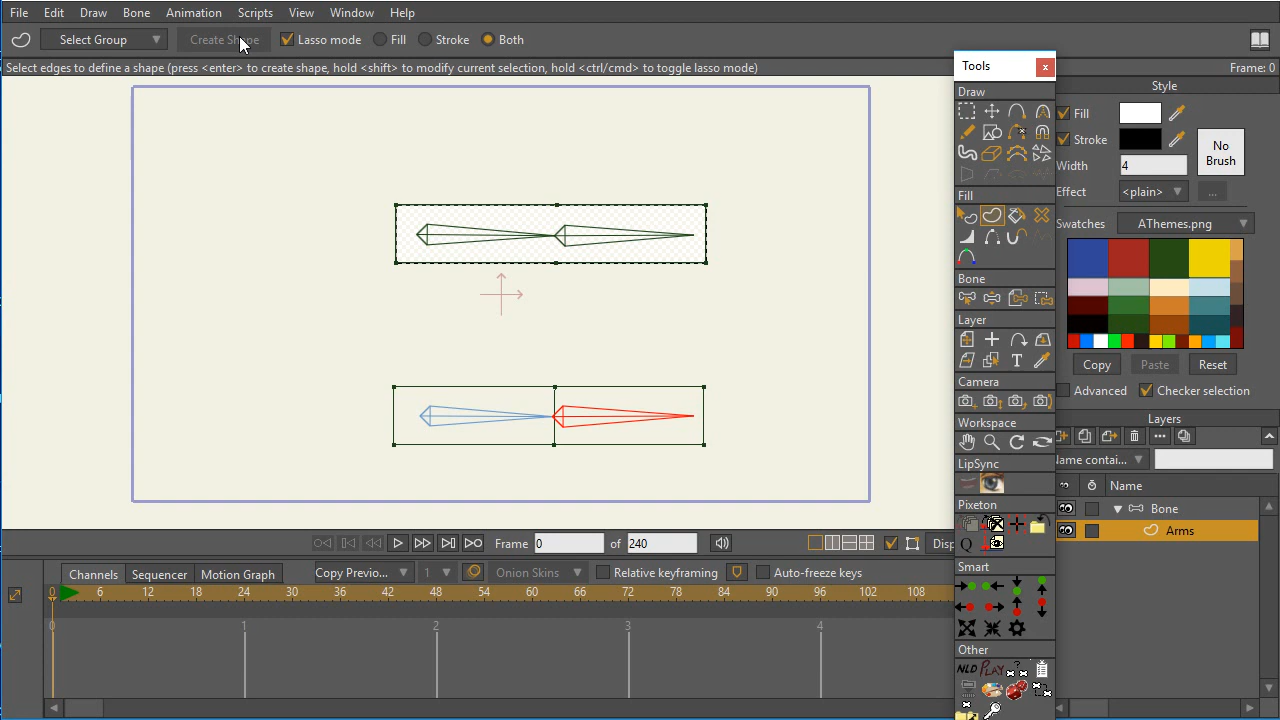 File Edit Draw Bone Animation Scripts View Window Help
Select Group Create Shape Lasso mode Fill Stroke Both
Select edges to define a shape (press <enter> to create shape, hold <shift> to modify current selection, hold <ctrl/cmd> to toggle lasso mode) Frame: 0
Tools x
Style
Draw
Fill
Stroke
No Brush
Width 4
Effect <plain> ...
Fill
Swatches AThemes.png
Bone
Layer
Copy Paste Reset
Camera
Advanced Checker selection
Workspace
Layers
LipSync
Name contai...
Name
Pixeton
Bone
Arms
Q
Frame 0 of 240 Disp
Channels Sequencer Motion Graph Copy Previo... 1 Onion Skins Relative keyframing Auto-freeze keys
Smart
0 6 12 18 24 30 36 42 48 54 60 66 72 78 84 90 96 102 108
0 1 2 3 4
Other
NLD PLAY